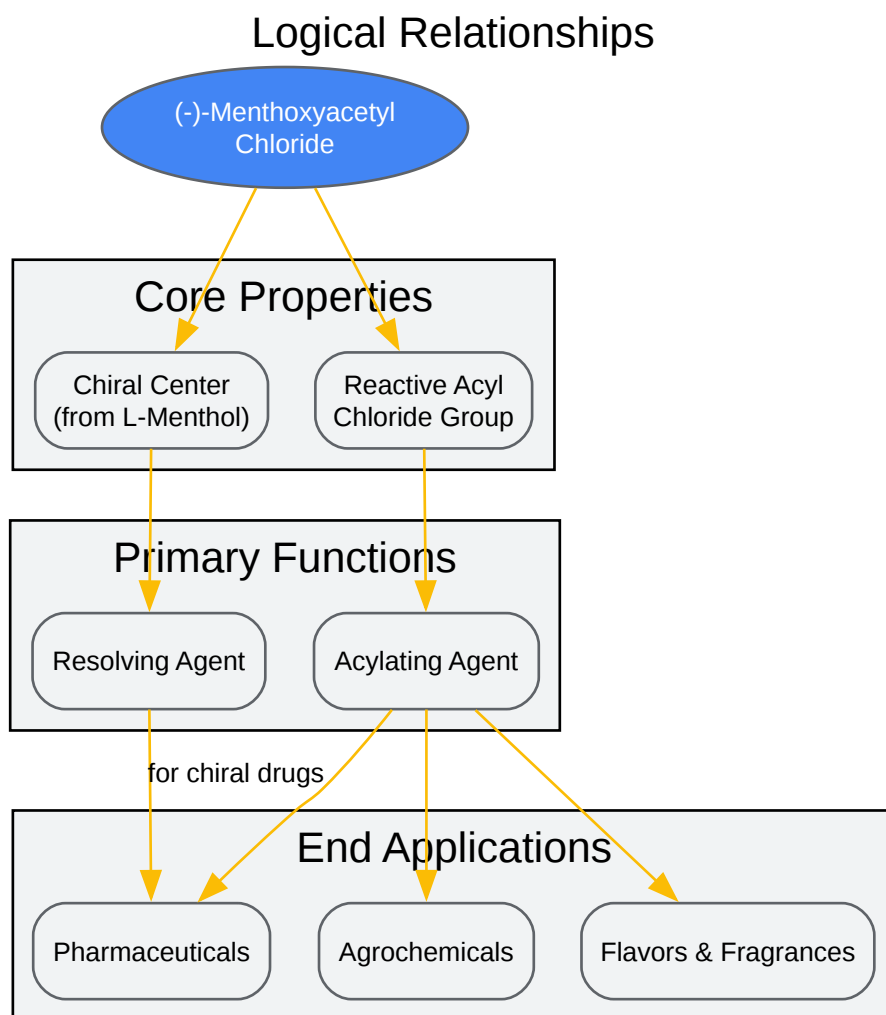 Logical Relationships
(-)-Menthoxyacetyl
Chloride
Core Properties
Chiral Center
(from L-Menthol)
Reactive Acyl
Chloride Group
Primary Functions
Resolving Agent
Acylating Agent
for chiral drugs
End Applications
Pharmaceuticals
Agrochemicals
Flavors & Fragrances